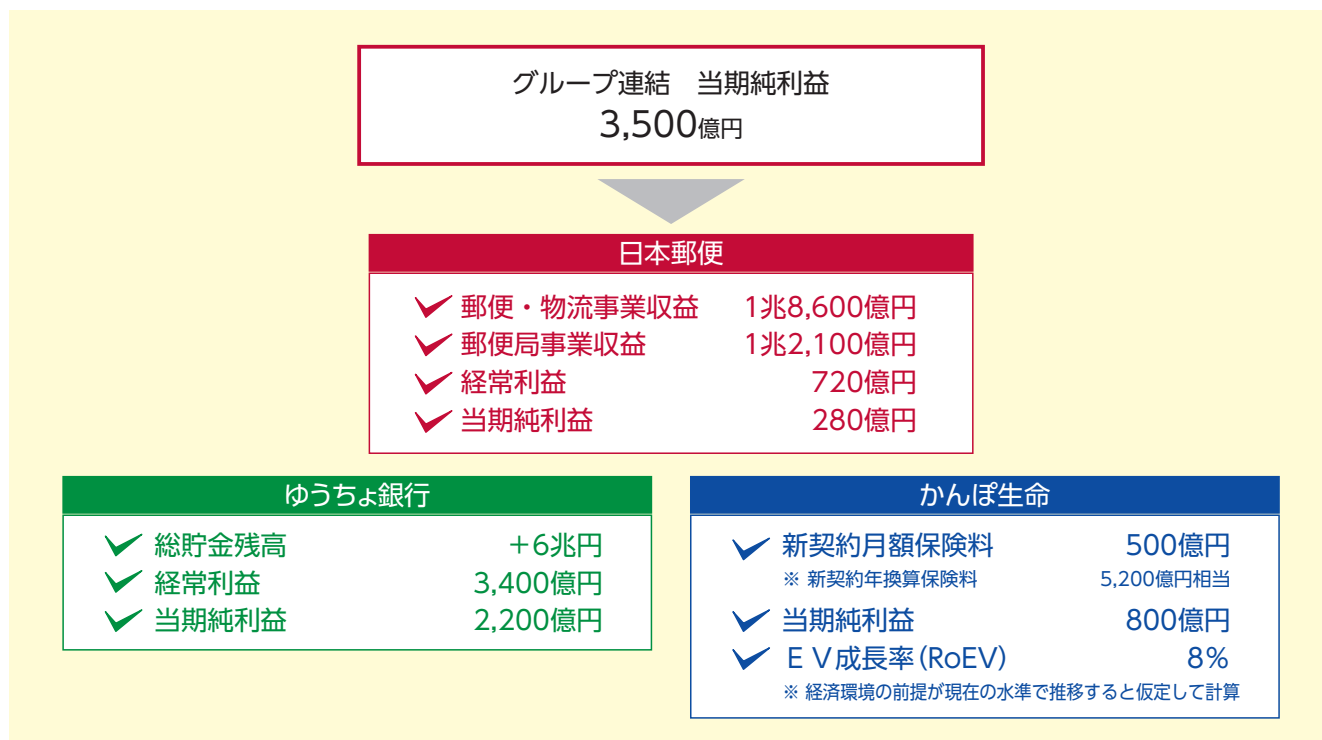 グループ連結　当期純利益
3,500億円
日本郵便
郵便・物流事業収益　1兆8,600億円
郵便局事業収益　1兆2,100億円
経常利益　720億円
当期純利益　280億円
ゆうちょ銀行
総貯金残高　＋6兆円
経常利益　3,400億円
当期純利益　2,200億円
かんぽ生命
新契約月額保険料　500億円
※ 新契約年換算保険料　5,200億円相当
当期純利益　800億円
ＥＶ成長率（RoEV）　8％
※ 経済環境の前提が現在の水準で推移すると仮定して計算